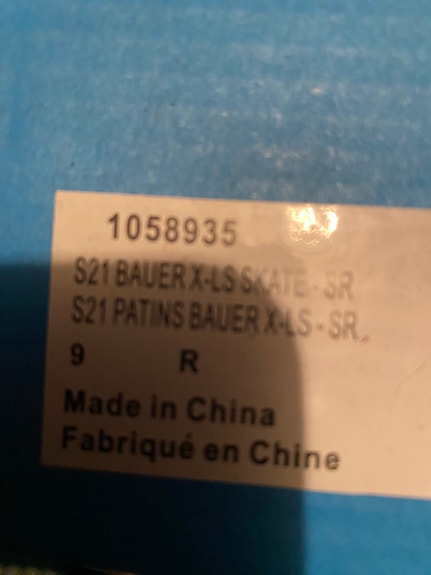 1058935
S21 BAUER X-LS SKATE - SR
S21 PATINS BAUER X-LS - SR
9 R
Made in China
Fabriqué en Chine